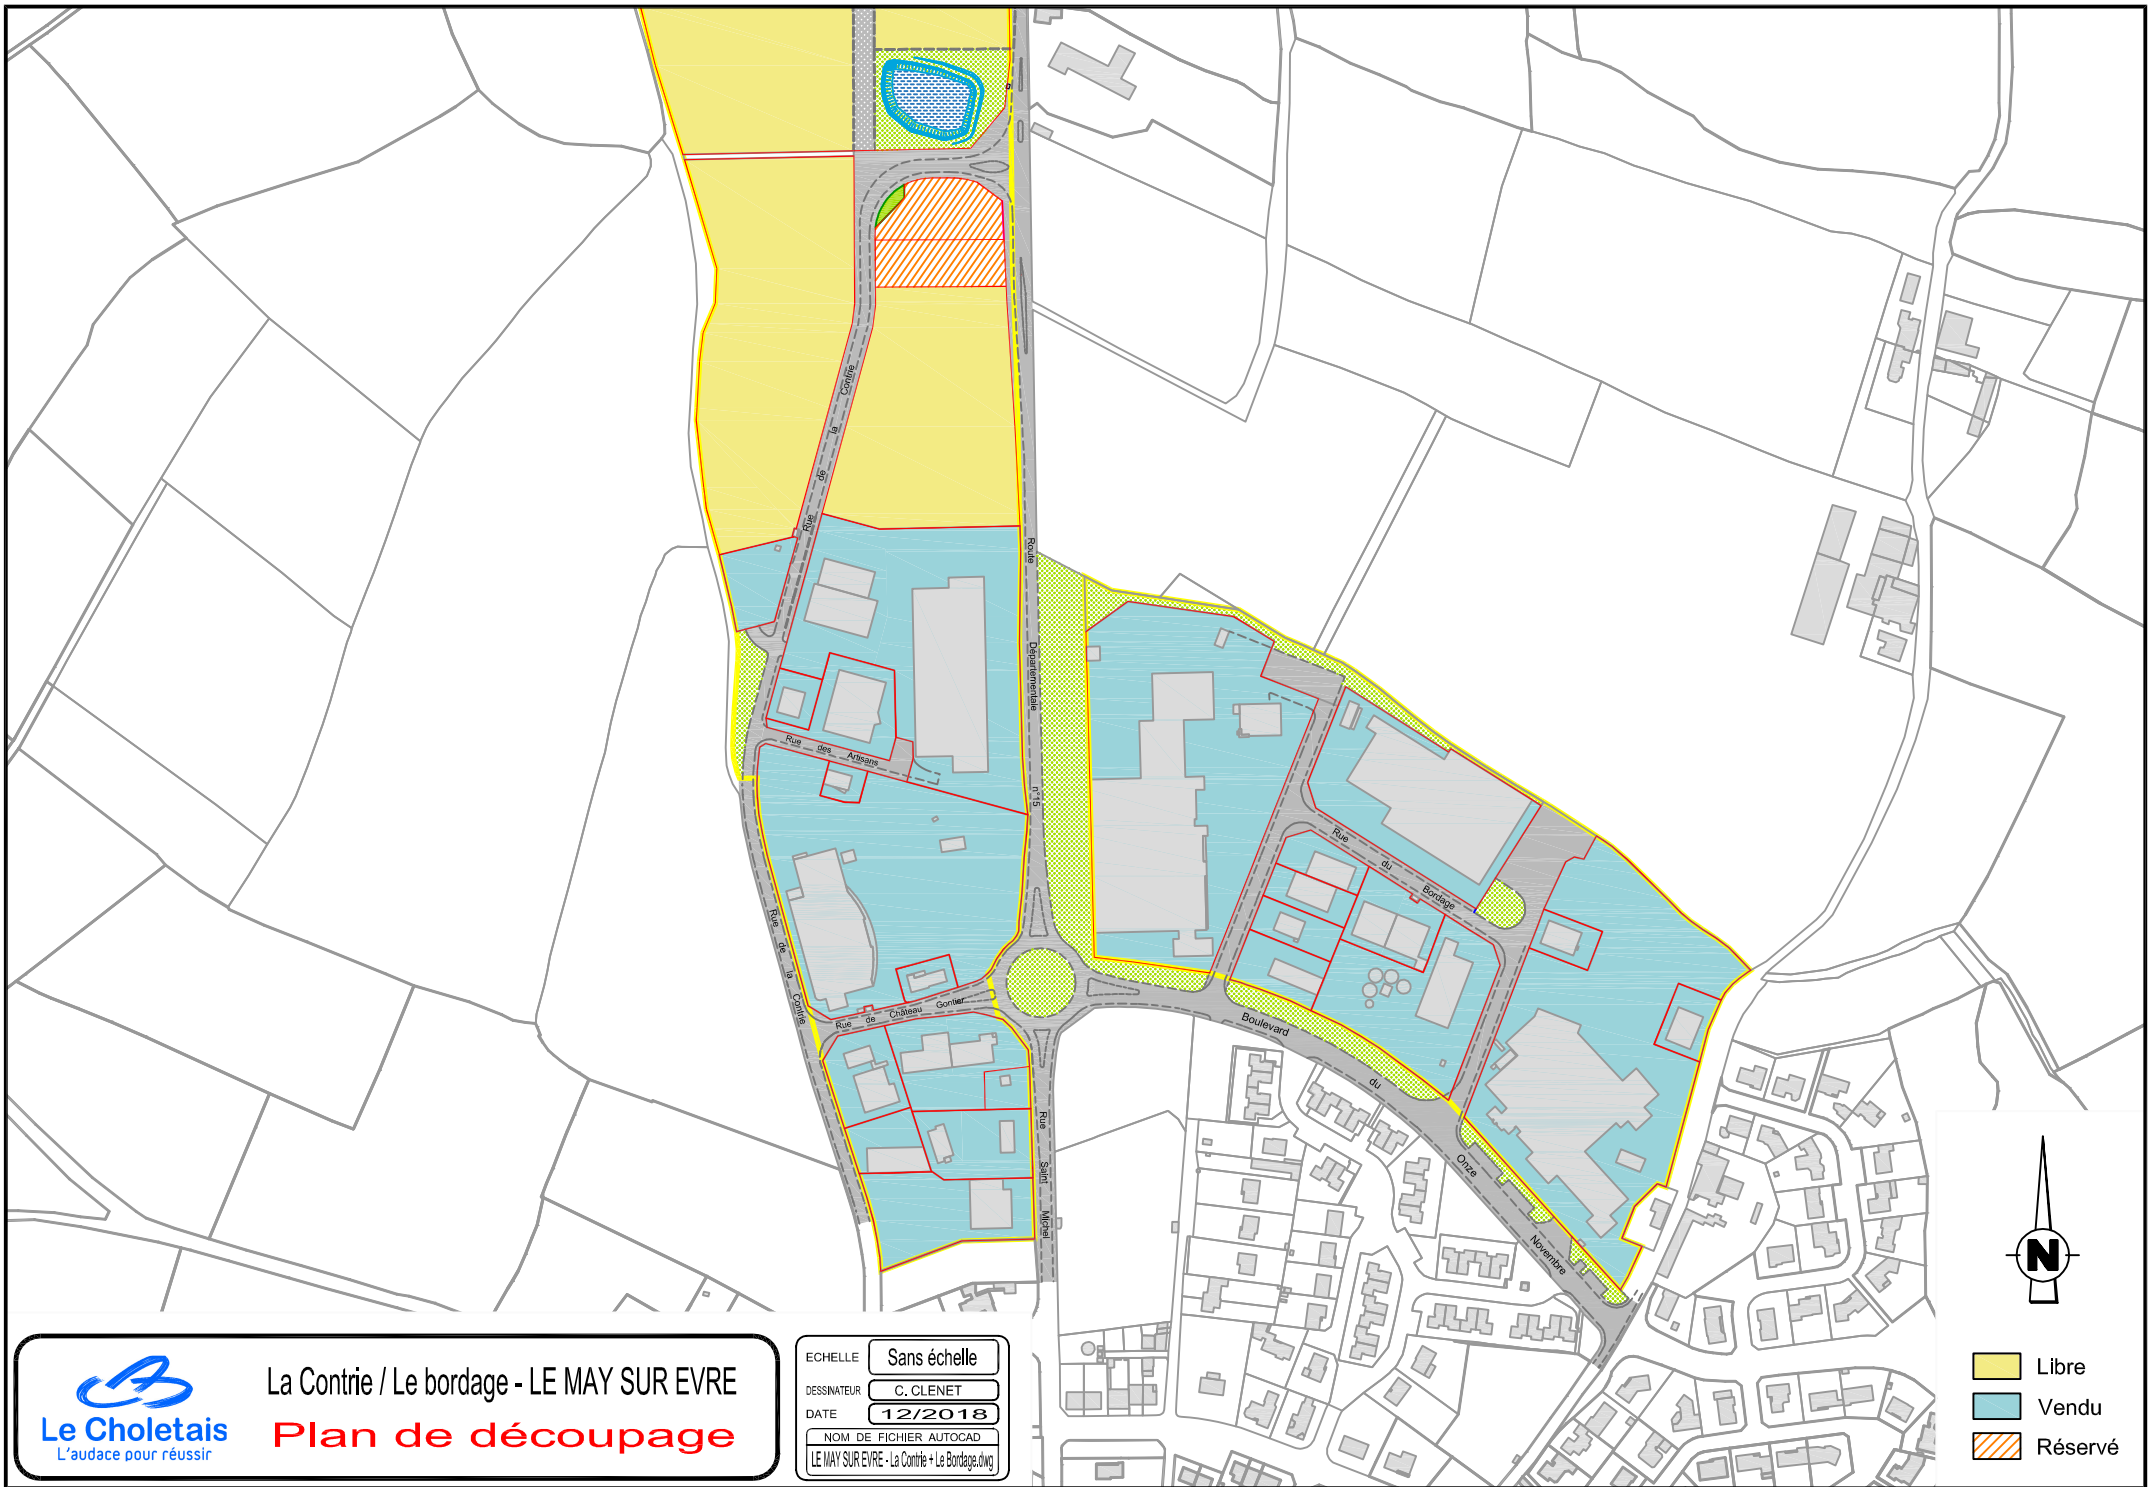 Rue de la Contrie
Route Départementale n°15
Rue des Artisans
Rue du Bordage
Rue de la Contrie
Rue de Château Gontier
Boulevard du Onze Novembre
Rue Saint Michel
N
Le Choletais
L'audace pour réussir
La Contrie / Le bordage - LE MAY SUR EVRE
Plan de découpage
ECHELLE Sans échelle
DESSINATEUR C. CLENET
DATE 12/2018
NOM DE FICHIER AUTOCAD
LE MAY SUR EVRE - La Contrie + Le Bordage.dwg
Libre
Vendu
Réservé